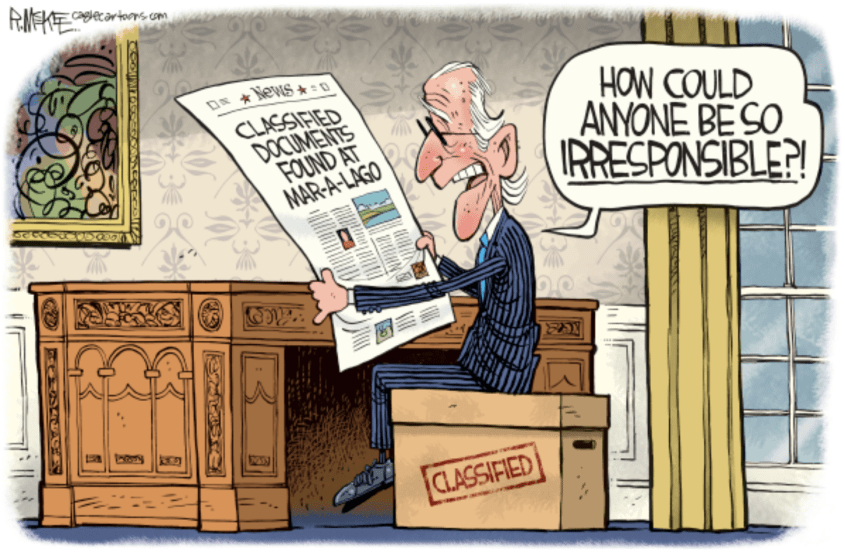 R.McKEE caglecartoons.com
News
CLASSIFIED
DOCUMENTS
FOUND AT
MAR-A-LAGO
HOW COULD
ANYONE BE SO
IRRESPONSIBLE?!
CLASSIFIED